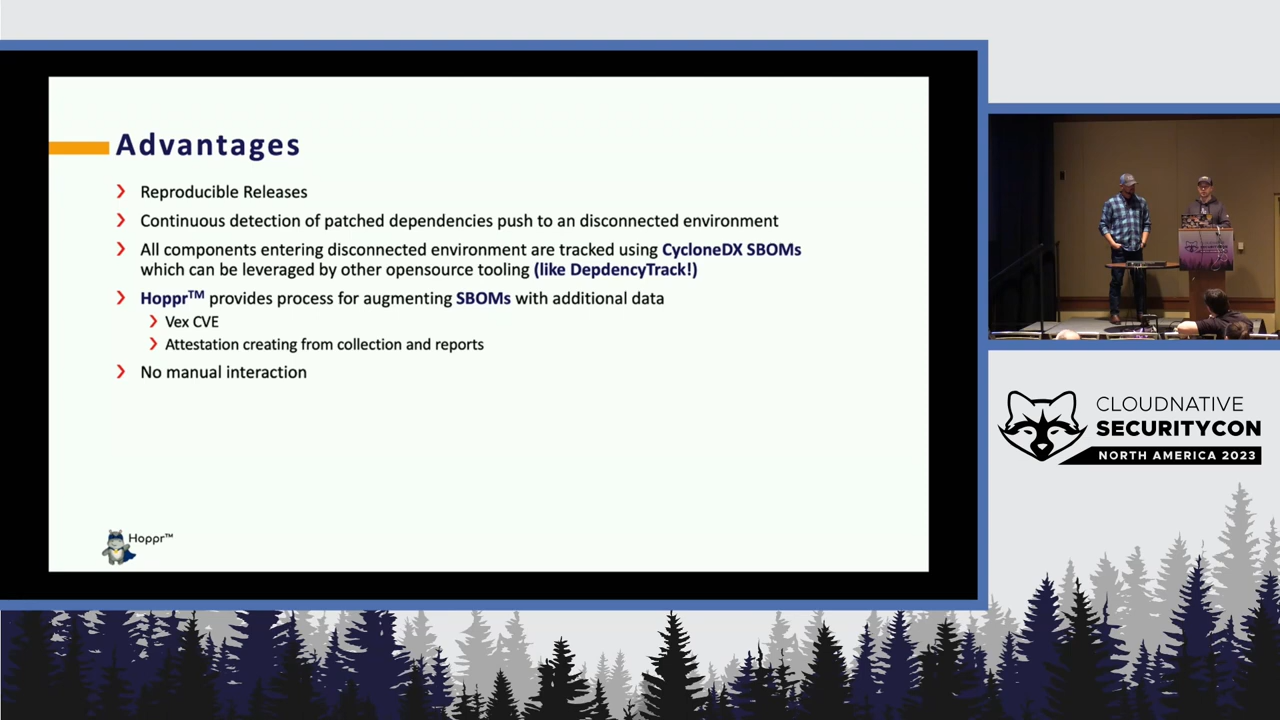 Advantages
Reproducible Releases
Continuous detection of patched dependencies push to an disconnected environment
All components entering disconnected environment are tracked using CycloneDX SBOMs
which can be leveraged by other opensource tooling (like DepdencyTrack!)
Hoppr™ provides process for augmenting SBOMs with additional data
Vex CVE
Attestation creating from collection and reports
No manual interaction
Hoppr™
CLOUDNATIVE
SECURITYCON
NORTH AMERICA 2023